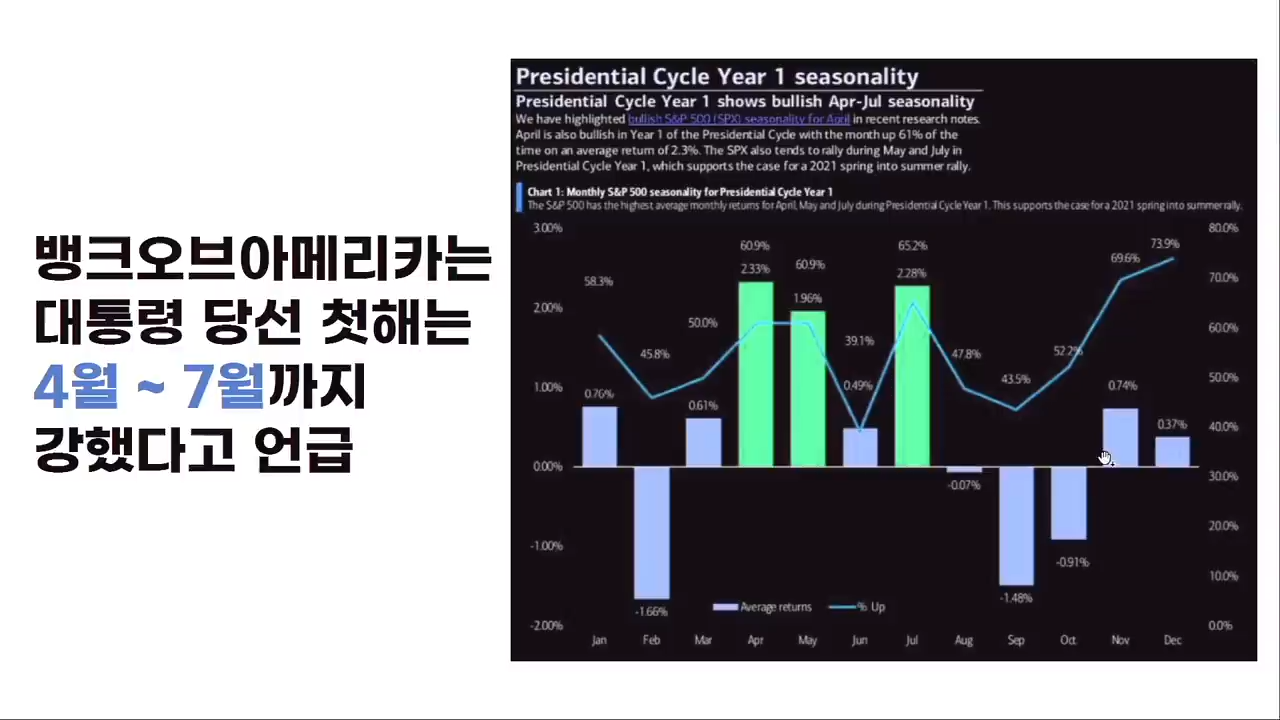 뱅크오브아메리카는
대통령 당선 첫해는
4월 ~ 7월까지
강했다고 언급
Presidential Cycle Year 1 seasonality
Presidential Cycle Year 1 shows bullish Apr-Jul seasonality
We have highlighted bullish S&P 500 (SPX) seasonality for April in recent research notes.
April is also bullish in Year 1 of the Presidential Cycle with the month up 61% of the
time on an average return of 2.3%. The SPX also tends to rally during May and July in
Presidential Cycle Year 1, which supports the case for a 2021 spring into summer rally.
Chart 1: Monthly S&P 500 seasonality for Presidential Cycle Year 1
The S&P 500 has the highest average monthly returns for April, May and July during Presidential Cycle Year 1. This supports the case for a 2021 spring into summer rally.
3.00%
2.00%
1.00%
0.00%
-1.00%
-2.00%
58.3%
45.8%
50.0%
60.9%
60.9%
39.1%
65.2%
47.8%
43.5%
52.2%
69.6%
73.9%
0.76%
-1.66%
0.61%
2.33%
1.96%
0.49%
2.28%
-0.07%
-1.48%
-0.91%
0.74%
0.37%
80.0%
70.0%
60.0%
50.0%
40.0%
30.0%
20.0%
10.0%
0.0%
Average returns
% Up
Jan Feb Mar Apr May Jun Jul Aug Sep Oct Nov Dec